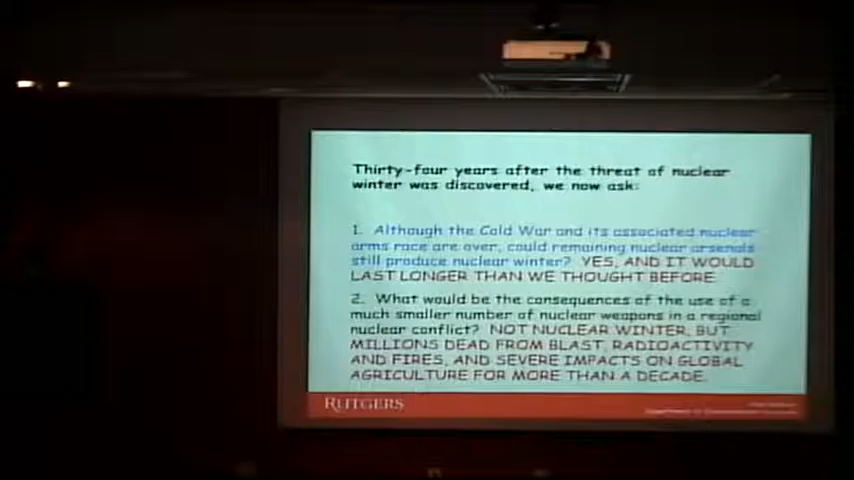 Thirty-four years after the threat of nuclear
winter was discovered, we now ask:
1. Although the Cold War and its associated nuclear
arms race are over, could remaining nuclear arsenals
still produce nuclear winter? YES, AND IT WOULD
LAST LONGER THAN WE THOUGHT BEFORE.
2. What would be the consequences of the use of a
much smaller number of nuclear weapons in a regional
nuclear conflict? NOT NUCLEAR WINTER, BUT
MILLIONS DEAD FROM BLAST, RADIOACTIVITY
AND FIRES, AND SEVERE IMPACTS ON GLOBAL
AGRICULTURE FOR MORE THAN A DECADE.
RUTGERS